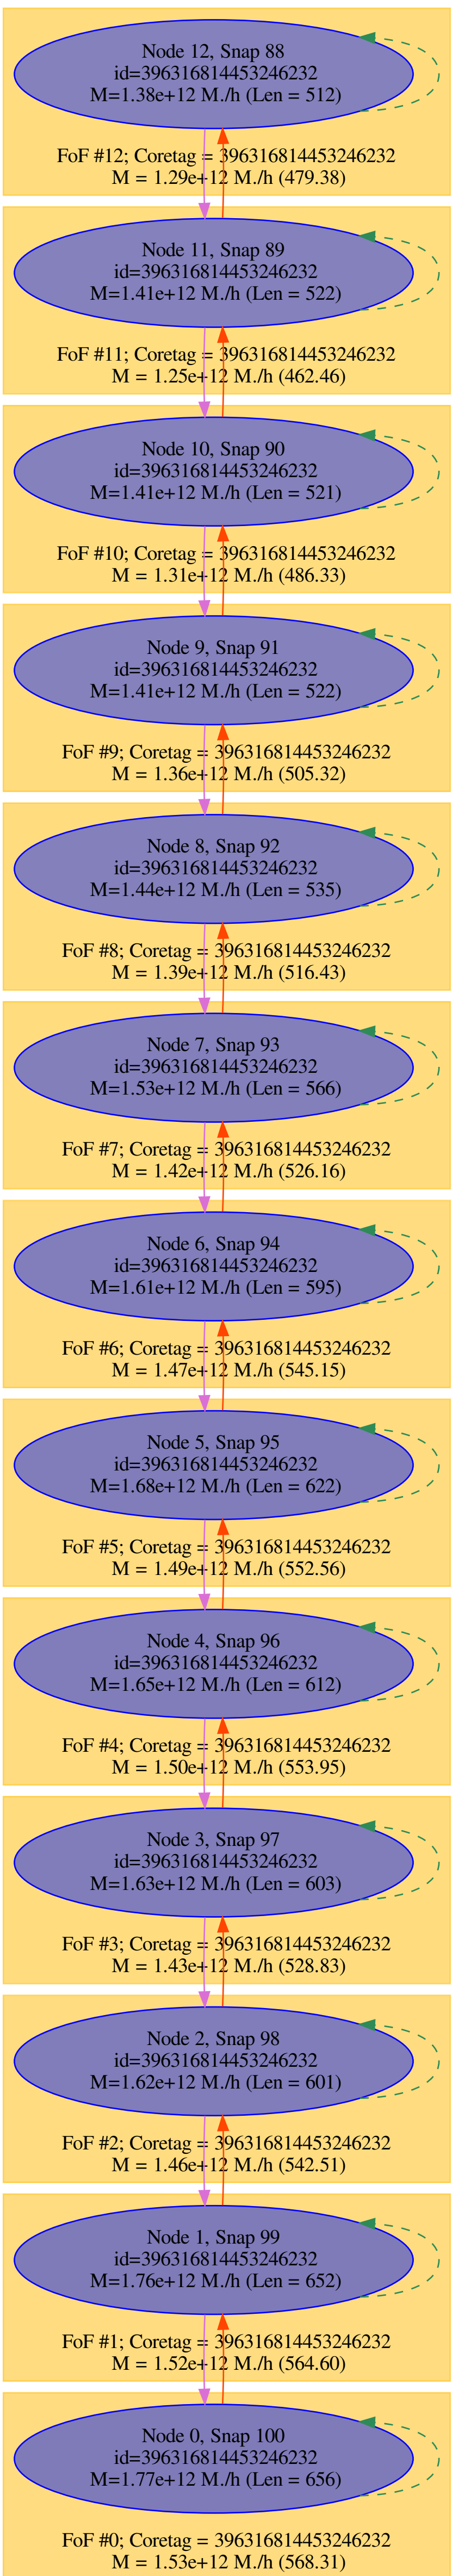 Node 12, Snap 88
id=396316814453246232
M=1.38e+12 M./h (Len = 512)
FoF #12; Coretag = 396316814453246232
M = 1.29e+12 M./h (479.38)
Node 11, Snap 89
id=396316814453246232
M=1.41e+12 M./h (Len = 522)
FoF #11; Coretag = 396316814453246232
M = 1.25e+12 M./h (462.46)
Node 10, Snap 90
id=396316814453246232
M=1.41e+12 M./h (Len = 521)
FoF #10; Coretag = 396316814453246232
M = 1.31e+12 M./h (486.33)
Node 9, Snap 91
id=396316814453246232
M=1.41e+12 M./h (Len = 522)
FoF #9; Coretag = 396316814453246232
M = 1.36e+12 M./h (505.32)
Node 8, Snap 92
id=396316814453246232
M=1.44e+12 M./h (Len = 535)
FoF #8; Coretag = 396316814453246232
M = 1.39e+12 M./h (516.43)
Node 7, Snap 93
id=396316814453246232
M=1.53e+12 M./h (Len = 566)
FoF #7; Coretag = 396316814453246232
M = 1.42e+12 M./h (526.16)
Node 6, Snap 94
id=396316814453246232
M=1.61e+12 M./h (Len = 595)
FoF #6; Coretag = 396316814453246232
M = 1.47e+12 M./h (545.15)
Node 5, Snap 95
id=396316814453246232
M=1.68e+12 M./h (Len = 622)
FoF #5; Coretag = 396316814453246232
M = 1.49e+12 M./h (552.56)
Node 4, Snap 96
id=396316814453246232
M=1.65e+12 M./h (Len = 612)
FoF #4; Coretag = 396316814453246232
M = 1.50e+12 M./h (553.95)
Node 3, Snap 97
id=396316814453246232
M=1.63e+12 M./h (Len = 603)
FoF #3; Coretag = 396316814453246232
M = 1.43e+12 M./h (528.83)
Node 2, Snap 98
id=396316814453246232
M=1.62e+12 M./h (Len = 601)
FoF #2; Coretag = 396316814453246232
M = 1.46e+12 M./h (542.51)
Node 1, Snap 99
id=396316814453246232
M=1.76e+12 M./h (Len = 652)
FoF #1; Coretag = 396316814453246232
M = 1.52e+12 M./h (564.60)
Node 0, Snap 100
id=396316814453246232
M=1.77e+12 M./h (Len = 656)
FoF #0; Coretag = 396316814453246232
M = 1.53e+12 M./h (568.31)